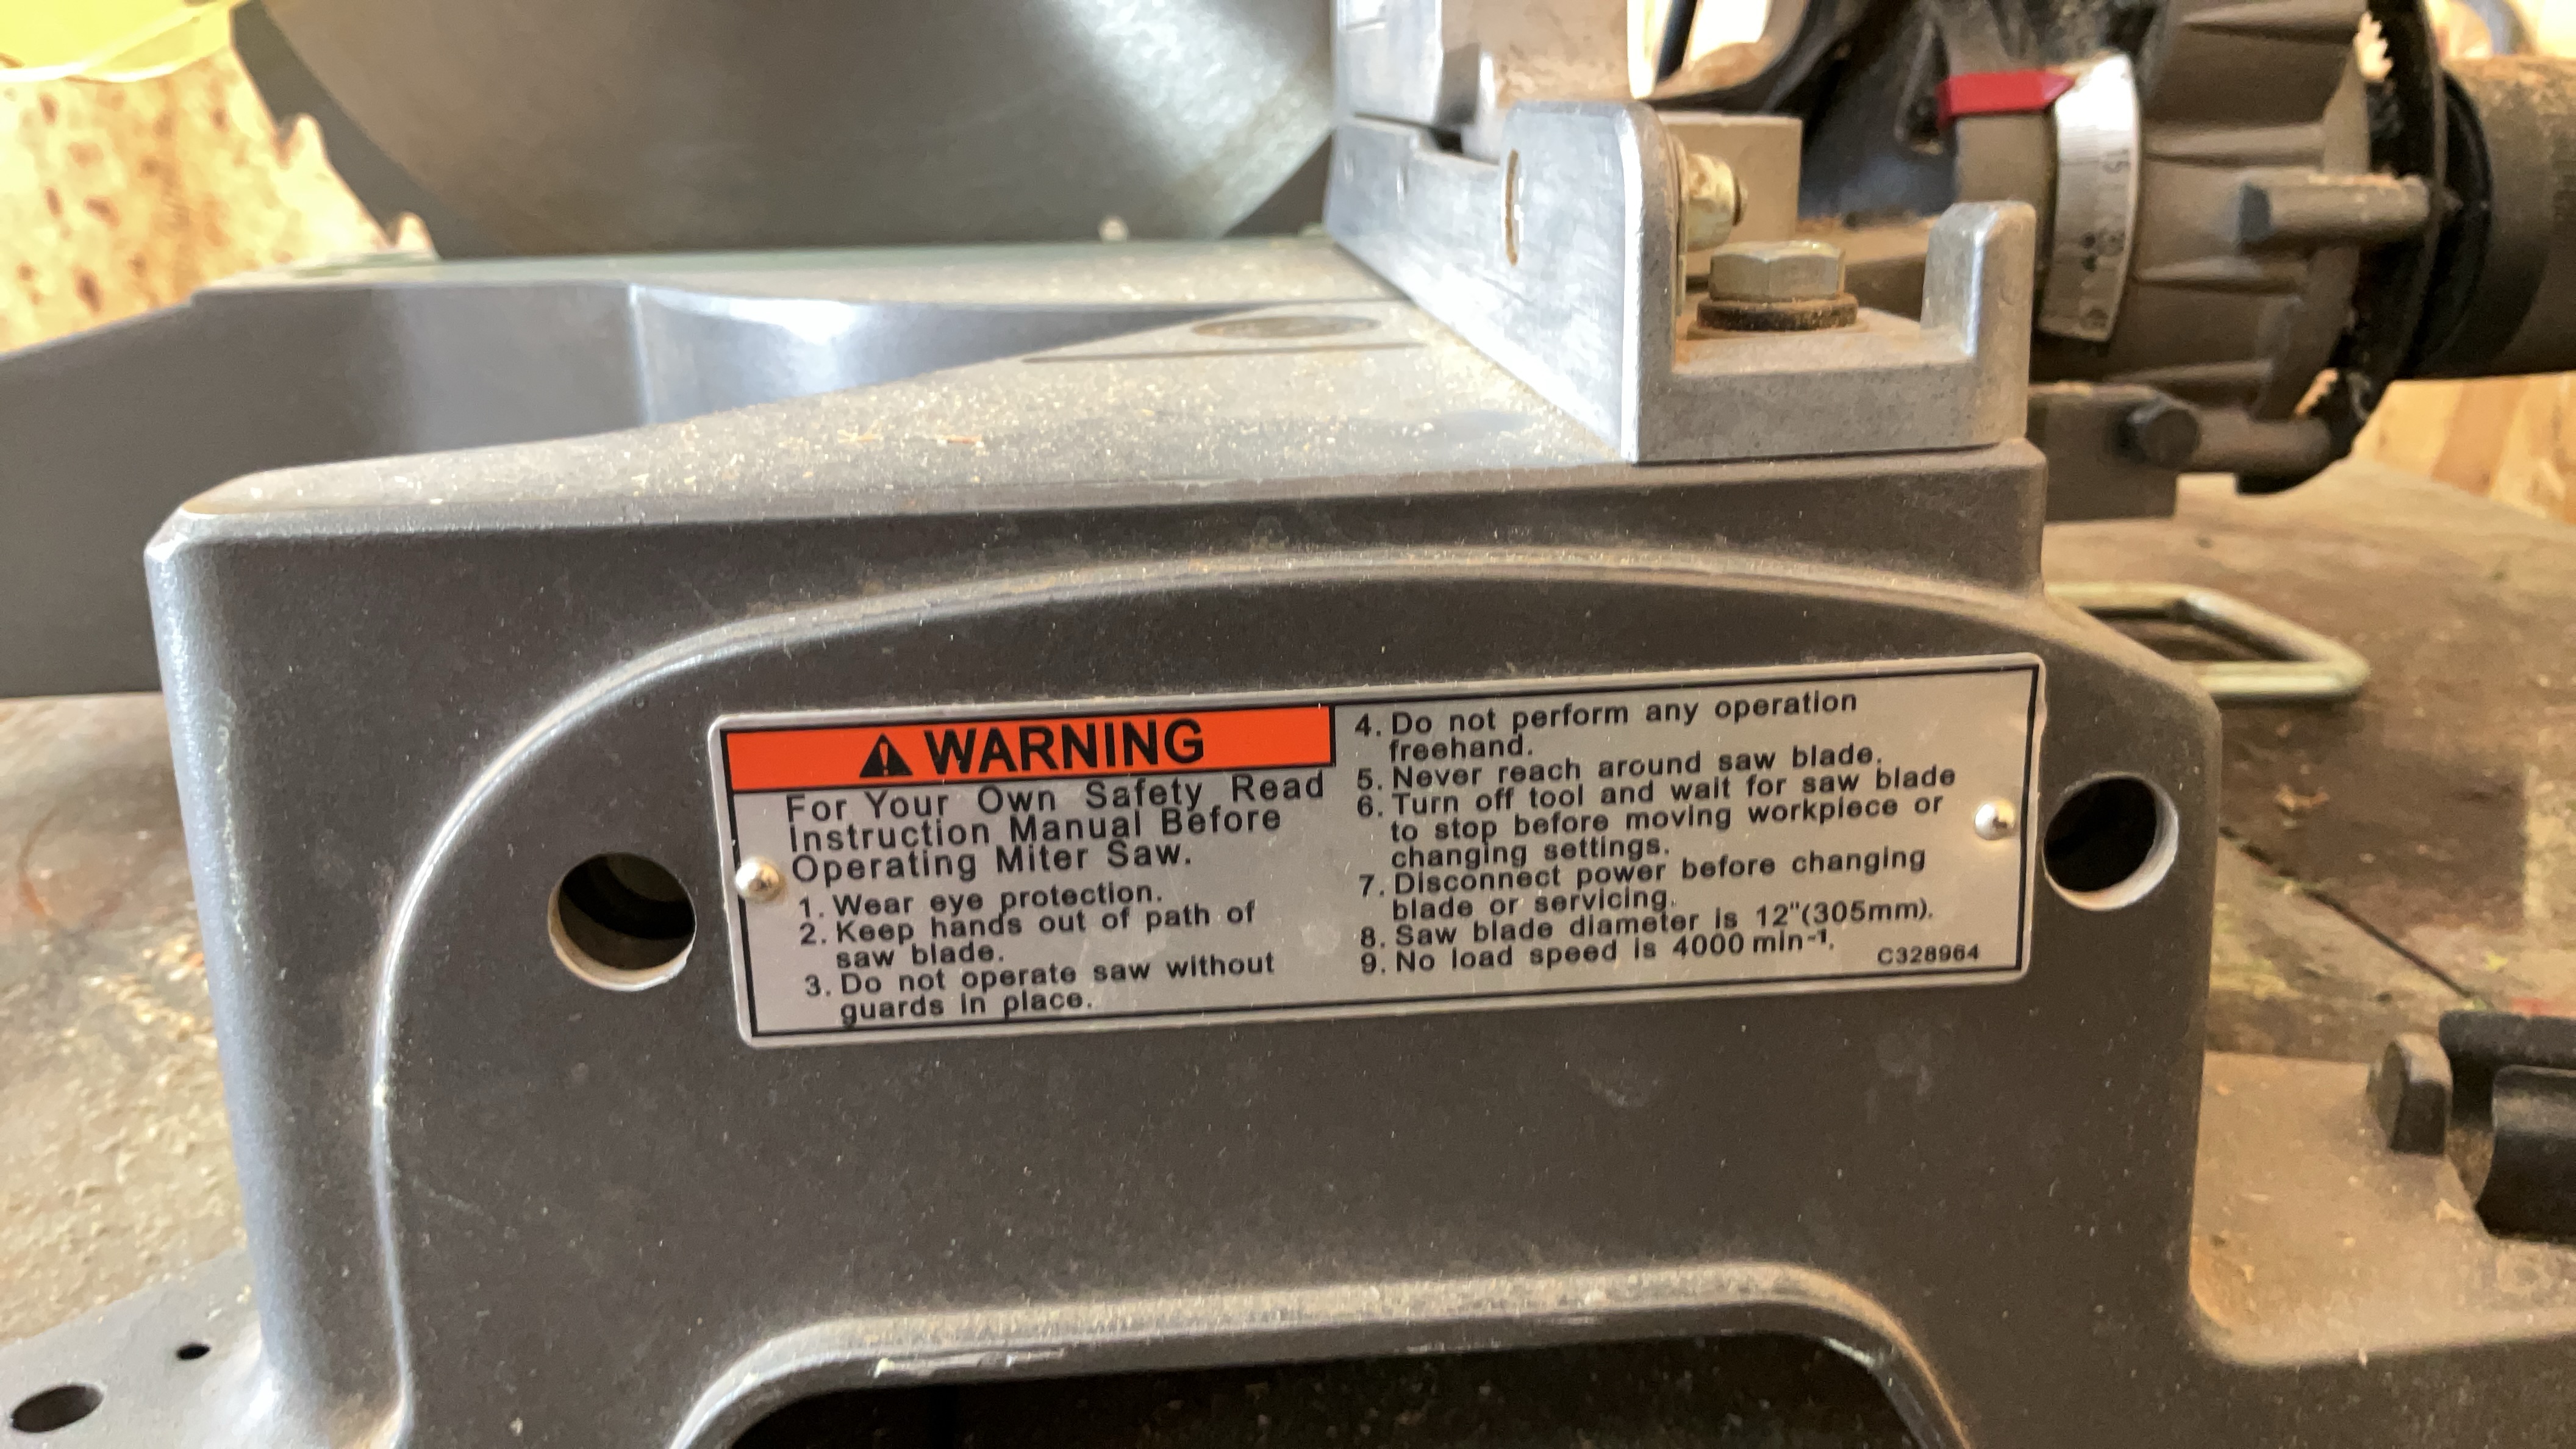 WARNING
For Your Own Safety Read
Instruction Manual Before
Operating Miter Saw.
1. Wear eye protection.
2. Keep hands out of path of
saw blade.
3. Do not operate saw without
guards in place.
4. Do not perform any operation
freehand.
5. Never reach around saw blade.
6. Turn off tool and wait for saw blade
to stop before moving workpiece or
changing settings.
7. Disconnect power before changing
blade or servicing.
8. Saw blade diameter is 12"(305mm).
9. No load speed is 4000 min⁻¹.
C328964